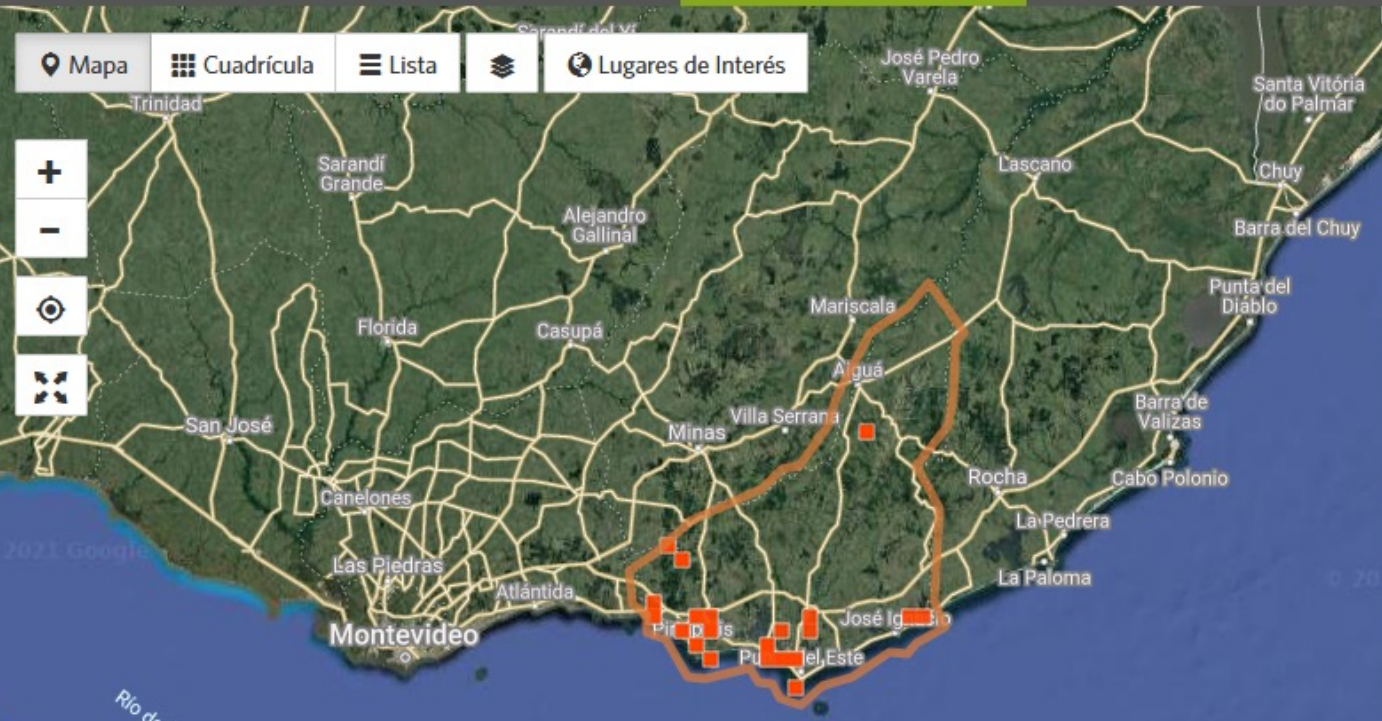 Sarandí del Yí
Mapa
Cuadrícula
Lista
Lugares de Interés
José Pedro
Varela
Santa Vitória
do Palmar
Trinidad
Sarandí
Grande
Lascano
Chuy
Alejandro
Gallinal
Barra del Chuy
Punta del
Diablo
Mariscala
Florida
Casupá
Aiguá
Barra de
Valizas
Villa Serrana
San José
Minas
Rocha
Cabo Polonio
Canelones
La Pedrera
2021 Google
Las Piedras
La Paloma
Atlántida
José Ignacio
Montevideo
Piriápolis
Punta del Este
Río de